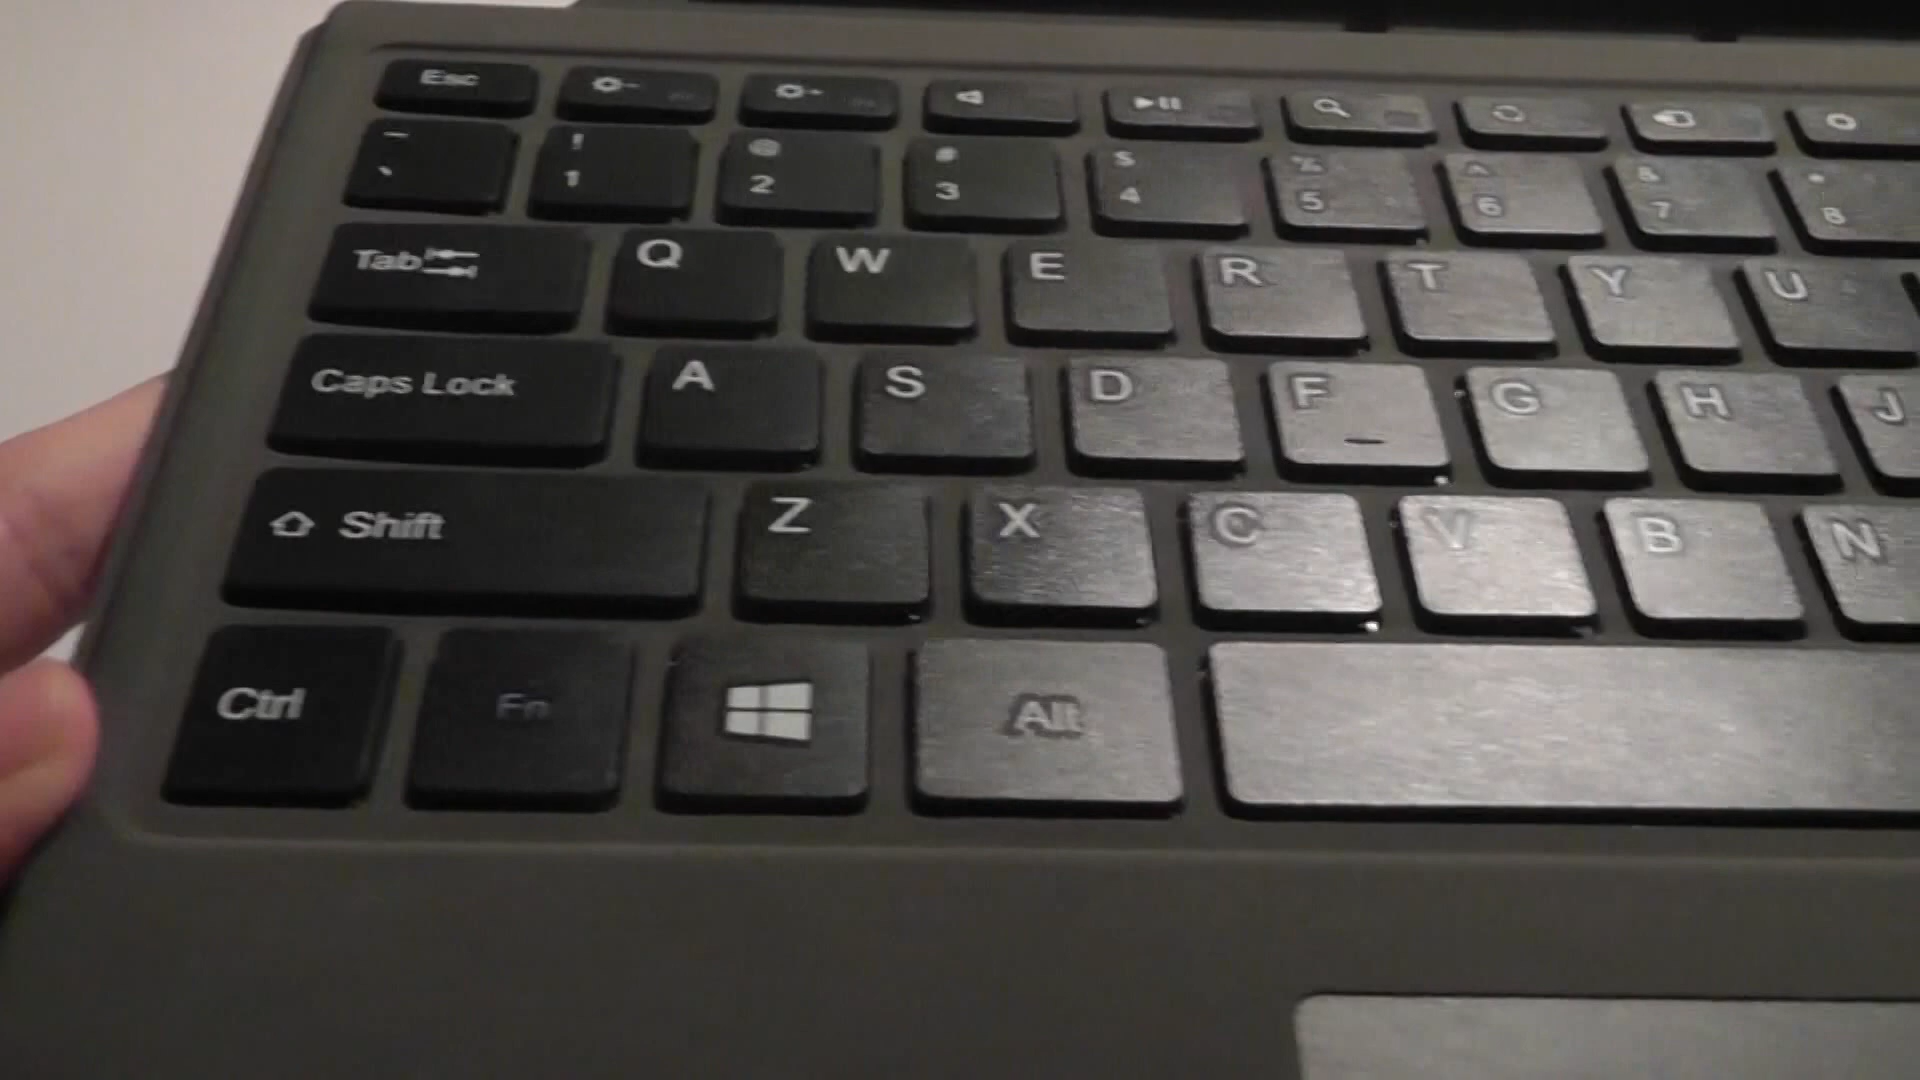 Esc
~ ! @ # $ % ^ & *
` 1 2 3 4 5 6 7 8
Tab Q W E R T Y U
Caps Lock A S D F G H J
Shift Z X C V B N
Ctrl Fn Alt